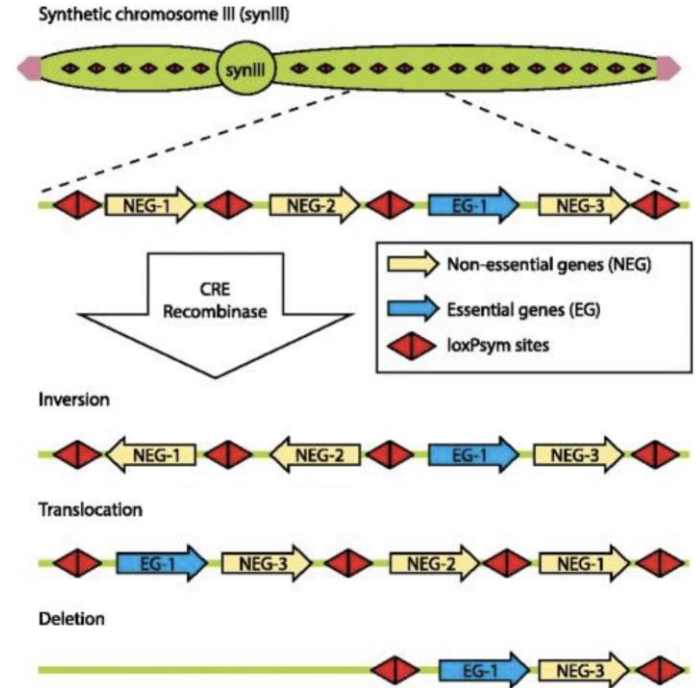 Synthetic chromosome III (synIII)
synIII
NEG-1 NEG-2 EG-1 NEG-3
CRE
Recombinase
Non-essential genes (NEG)
Essential genes (EG)
loxPsym sites
Inversion
NEG-1 NEG-2 EG-1 NEG-3
Translocation
EG-1 NEG-3 NEG-2 NEG-1
Deletion
EG-1 NEG-3